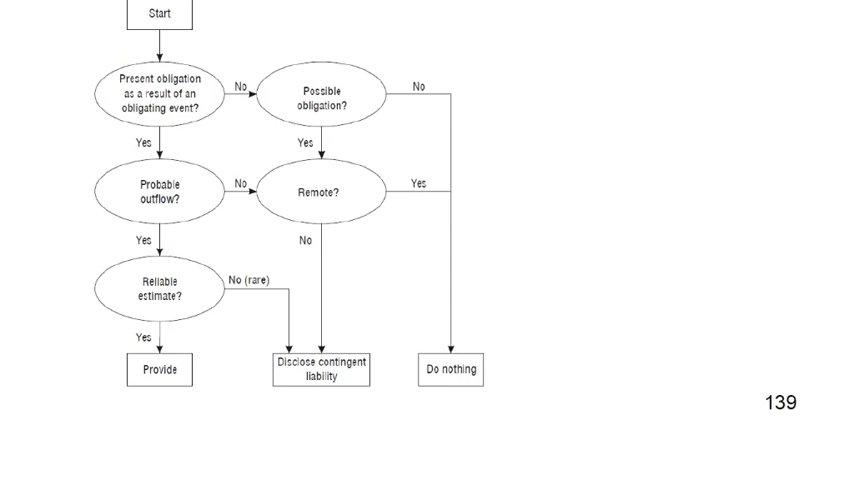 Start
Present obligation
as a result of an
obligating event?
No
Possible
obligation?
No
Yes
Yes
Probable
outflow?
No
Remote?
Yes
Yes
No
Reliable
estimate?
No (rare)
Yes
Provide
Disclose contingent
liability
Do nothing
139